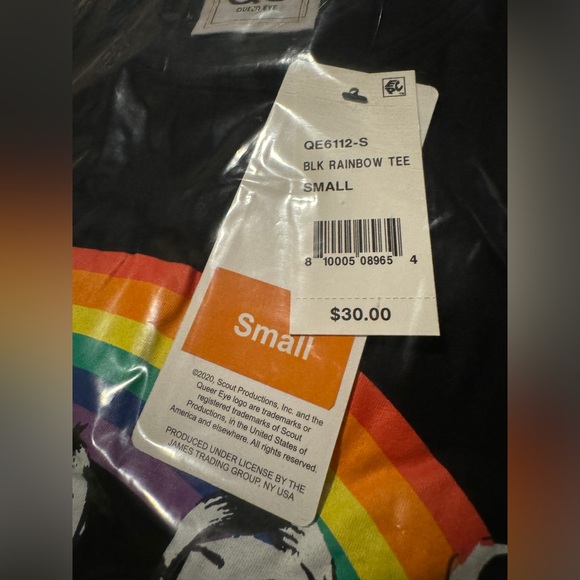 QUEER EYE
QE6112-S
BLK RAINBOW TEE
SMALL
8 10005 08965 4
$30.00
Small
©2020, Scout Productions, Inc. and the
Queer Eye logo are trademarks or
registered trademarks of Scout
Productions, in the United States of
America and elsewhere. All rights reserved.
PRODUCED UNDER LICENSE BY THE
JAMES TRADING GROUP, NY USA